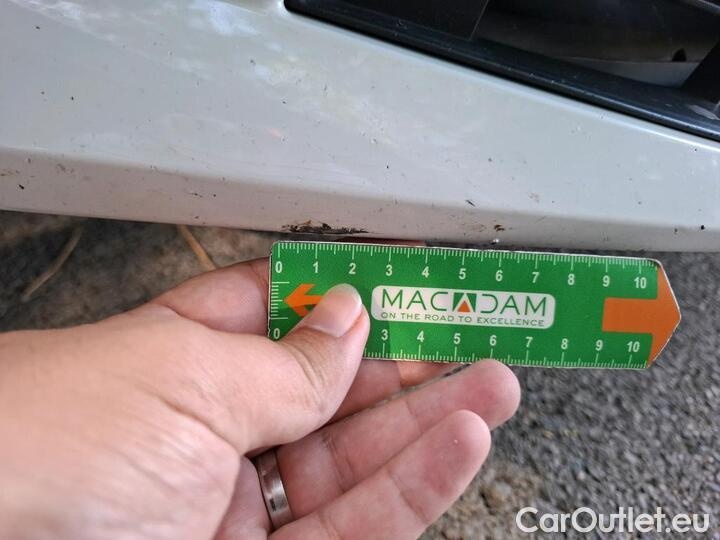 0 1 2 3 4 5 6 7 8 9 10
MACADAM
ON THE ROAD TO EXCELLENCE
0 3 4 5 6 7 8 9 10
CarOutlet.eu